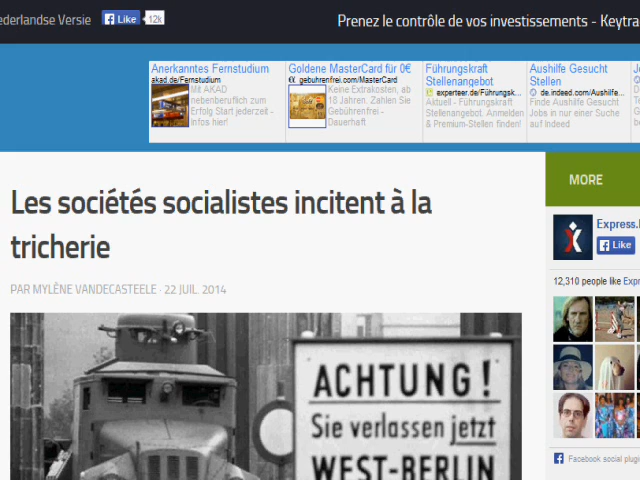 ederlandse Versie
Like
12k
Prenez le contrôle de vos investissements - Keytra
Anerkanntes Fernstudium
akad.de/Fernstudium
Mit AKAD
nebenberuflich zum
Erfolg Start jederzeit -
Infos hier!
Goldene MasterCard für 0€
gebuhrenfrei.com/MasterCard
Keine Extrakosten, ab
18 Jahren. Zahlen Sie
Gebührenfrei -
Dauerhaft
Führungskraft
Stellenangebot
experteer.de/Führungsk...
Aktuell - Führungskraft
Stellenangebot. Anmelden
& Premium-Stellen finden!
Aushilfe Gesucht
Stellen
de.indeed.com/Aushilfe...
Finde Aushilfe Gesucht
Jobs in nur einer Suche
auf Indeed
Les sociétés socialistes incitent à la
tricherie
PAR MYLÈNE VANDECASTEELE · 22 JUIL. 2014
ACHTUNG!
Sie verlassen jetzt
WEST-BERLIN
MORE
Express.
Like
12,310 people like Expr
Facebook social plugin